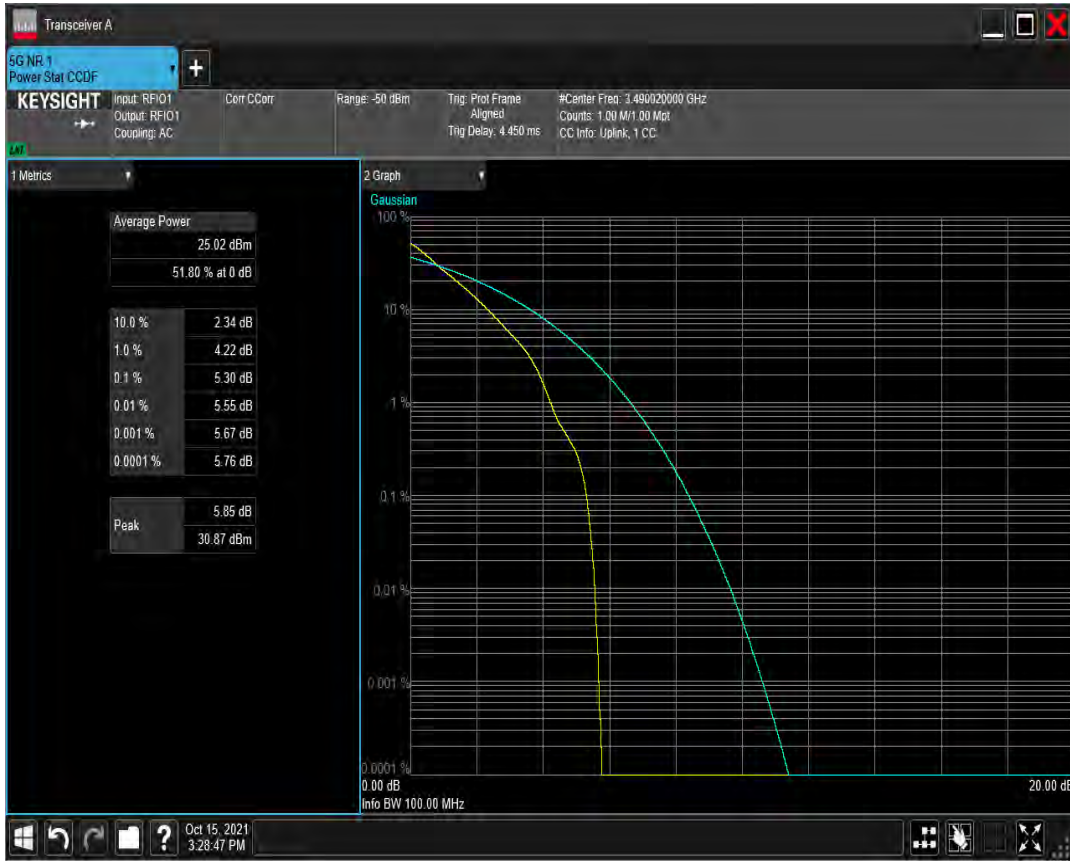 Transceiver A
5G NR 1
Power Stat CCDF
+
KEYSIGHT
Input: RFIO1
Output: RFIO1
Coupling: AC
Corr CCorr
Range: -50 dBm
Trig: Prot Frame
Aligned
Trig Delay: 4.450 ms
#Center Freq: 3.490020000 GHz
Counts: 1.00 M/1.00 Mpt
CC Info: Uplink, 1 CC
1 Metrics
Average Power
25.02 dBm
51.80 % at 0 dB
10.0 % 2.34 dB
1.0 % 4.22 dB
0.1 % 5.30 dB
0.01 % 5.55 dB
0.001 % 5.67 dB
0.0001 % 5.76 dB
Peak
5.85 dB
30.87 dBm
2 Graph
Gaussian
100 %
10 %
1 %
0.1 %
0.01 %
0.001 %
0.0001 %
0.00 dB
20.00 dB
Info BW 100.00 MHz
?
Oct 15, 2021
3:28:47 PM